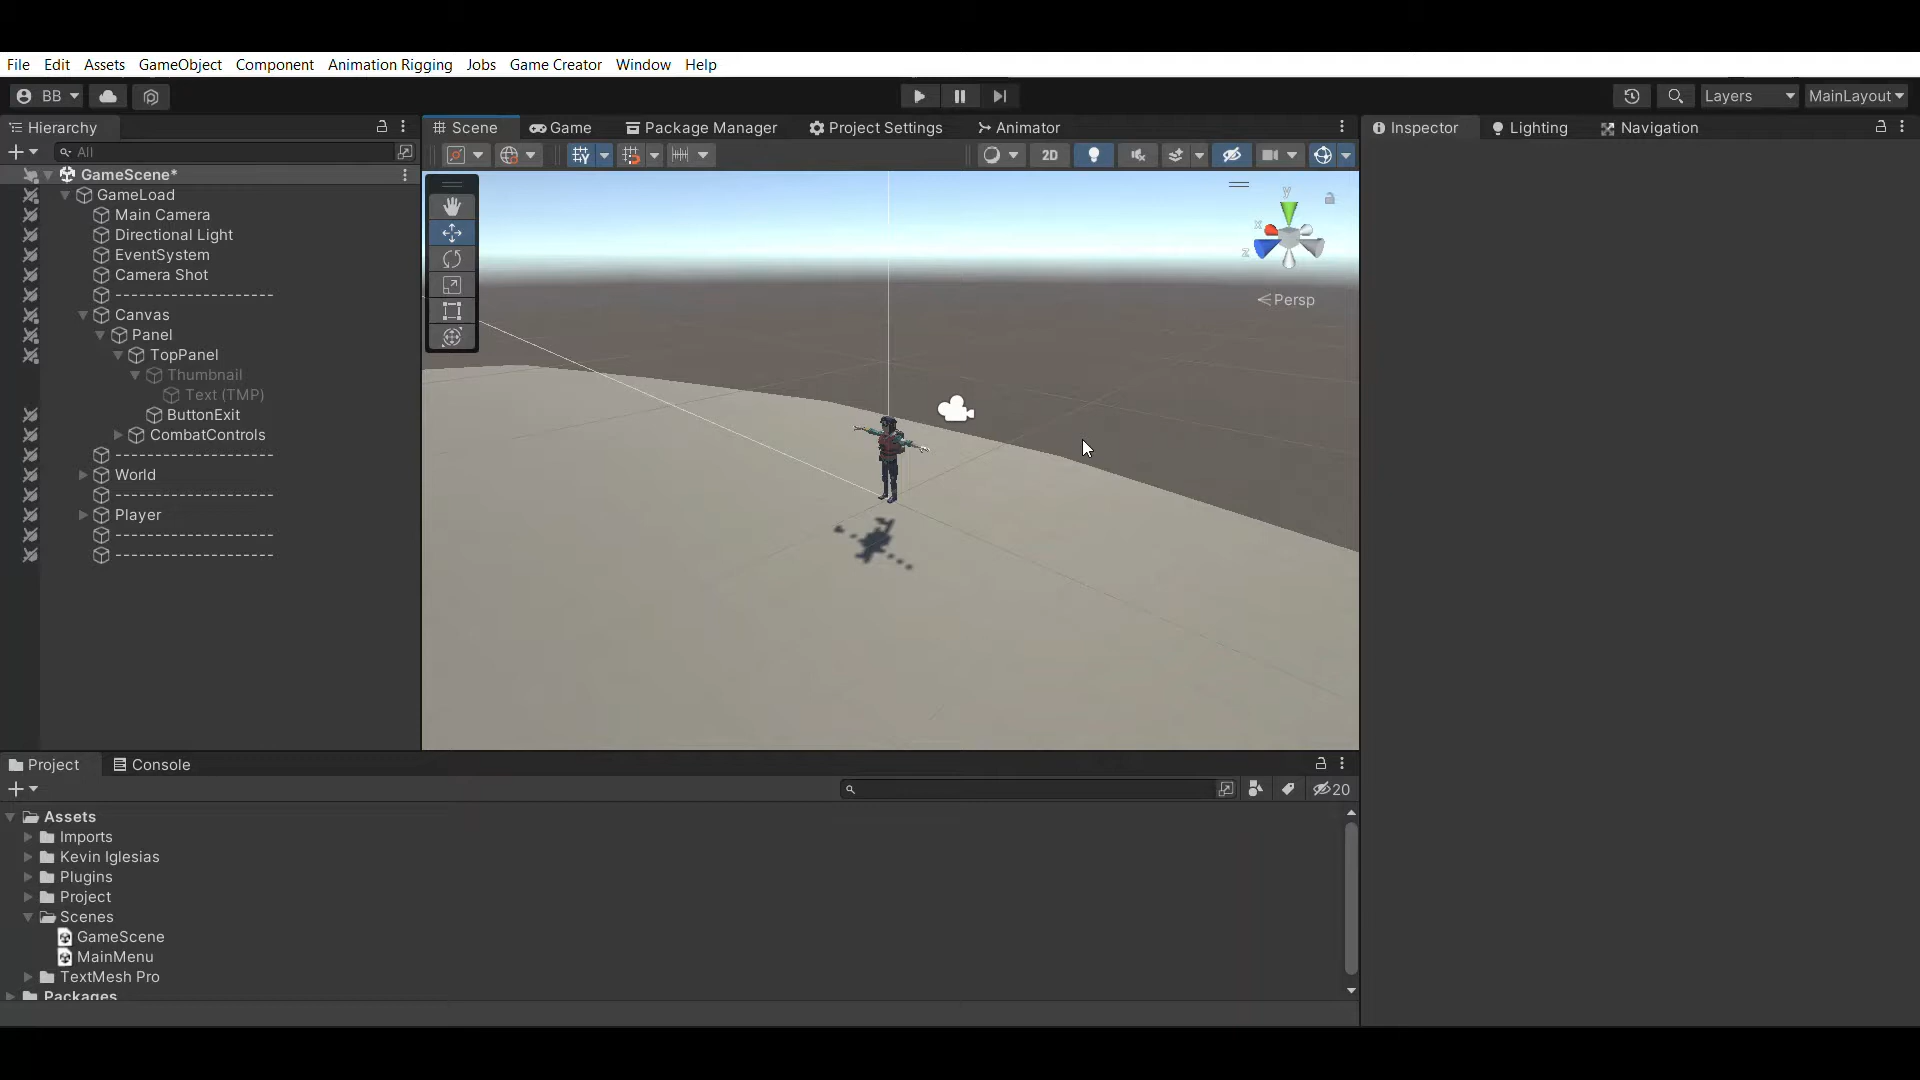 File Edit Assets GameObject Component Animation Rigging Jobs Game Creator Window Help
BB Layers MainLayout
Hierarchy Scene Game Package Manager Project Settings Animator Inspector Lighting Navigation
All 2D
GameScene*
GameLoad
Main Camera
Directional Light
EventSystem
Camera Shot
--------------------
Canvas
Panel
TopPanel
Thumbnail
Text (TMP)
ButtonExit
CombatControls
--------------------
World
--------------------
Player
--------------------
--------------------
y
x
z
Persp
Project Console
20
Assets
Imports
Kevin Iglesias
Plugins
Project
Scenes
GameScene
MainMenu
TextMesh Pro
Packages